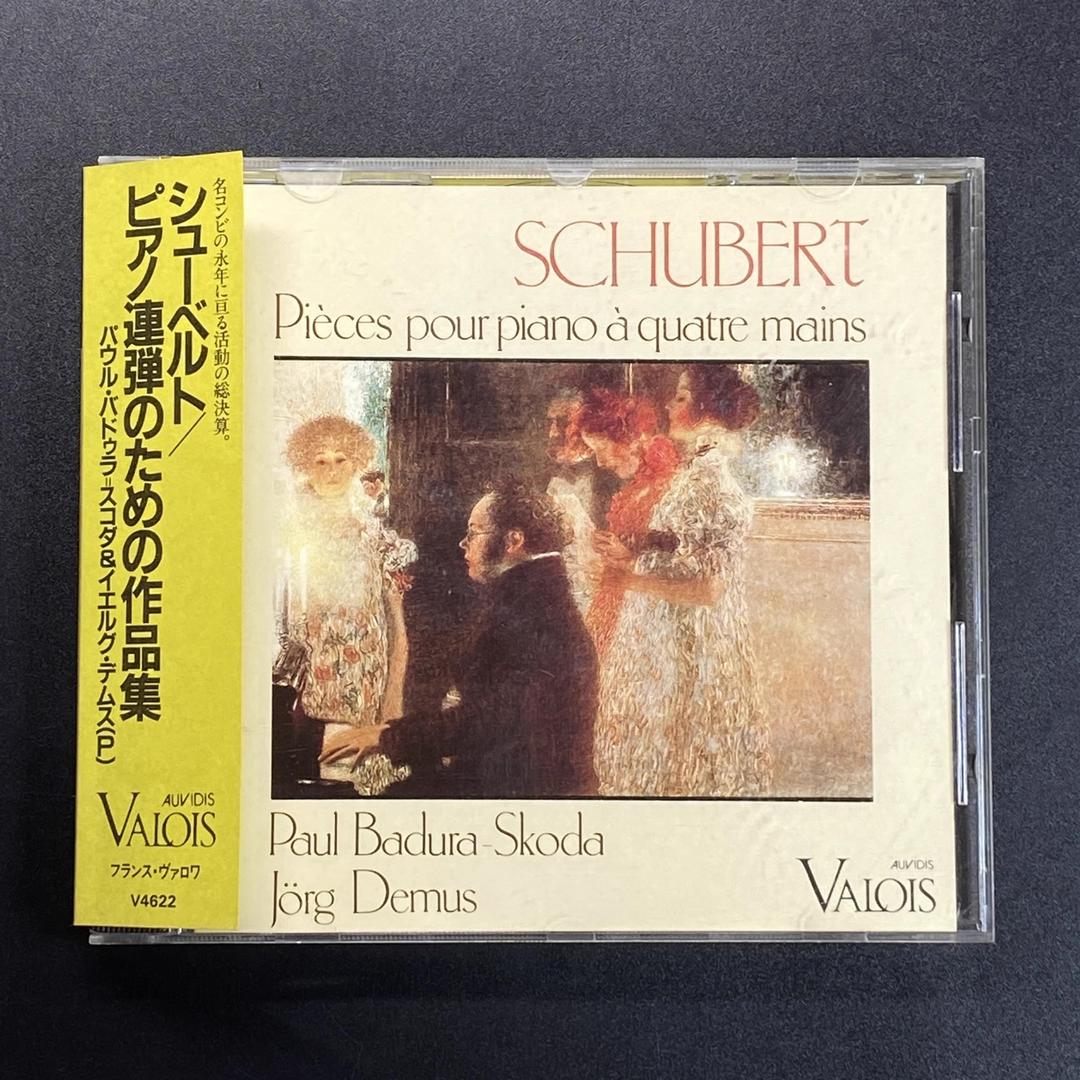 名コンビの永年に亘る活動の総決算。
シューベルト／
ピアノ連弾のための作品集
パウル・バドゥラ=スコダ&イエルク・デムス(P)
AUVIDIS
VALOIS
フランス・ヴァロワ
V4622
SCHUBERT
Pièces pour piano à quatre mains
Paul Badura-Skoda
Jörg Demus
AUVIDIS
VALOIS